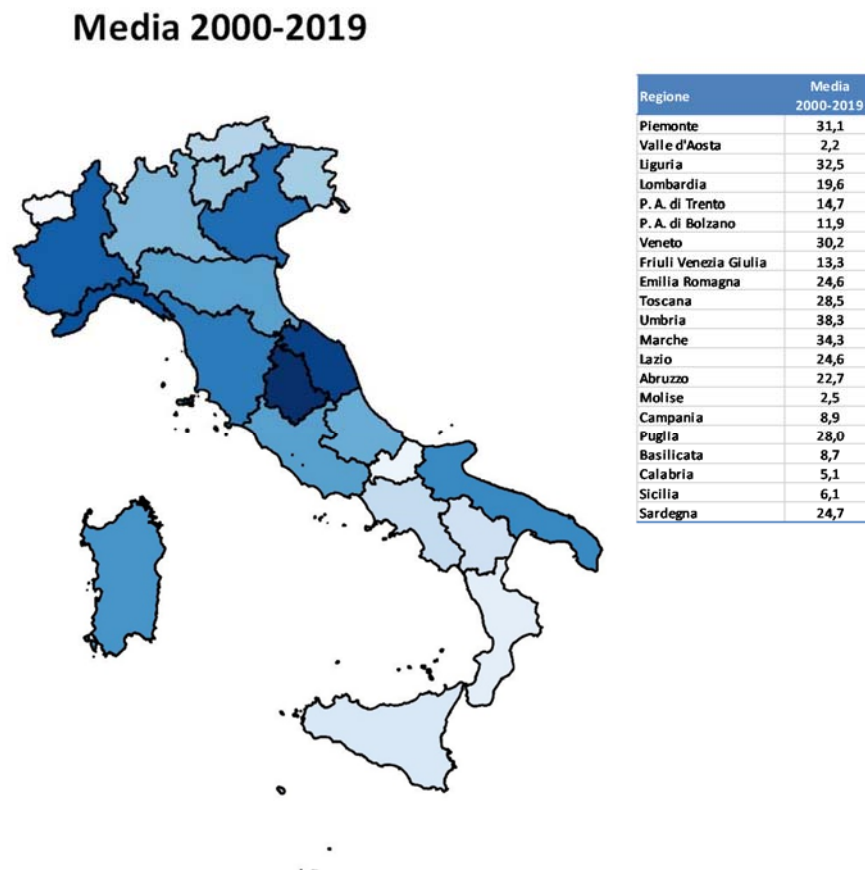 Media 2000-2019
Regione Media 2000-2019
Piemonte 31,1
Valle d'Aosta 2,2
Liguria 32,5
Lombardia 19,6
P. A. di Trento 14,7
P. A. di Bolzano 11,9
Veneto 30,2
Friuli Venezia Giulia 13,3
Emilia Romagna 24,6
Toscana 28,5
Umbria 38,3
Marche 34,3
Lazio 24,6
Abruzzo 22,7
Molise 2,5
Campania 8,9
Puglia 28,0
Basilicata 8,7
Calabria 5,1
Sicilia 6,1
Sardegna 24,7